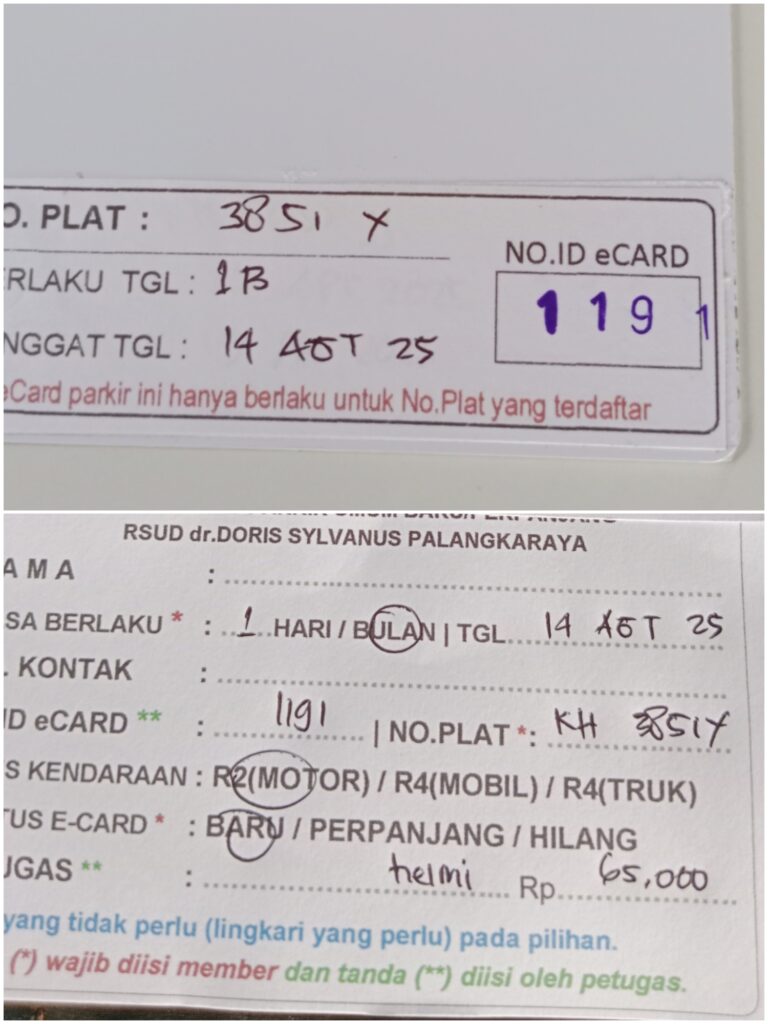 O. PLAT : 3851 Y
RLAKU TGL : 1 B
NGGAT TGL : 14 AGT 25
NO.ID eCARD
1191
eCard parkir ini hanya berlaku untuk No.Plat yang terdaftar
RSUD dr.DORIS SYLVANUS PALANGKARAYA
AMA :
SA BERLAKU * : 1 HARI / BULAN | TGL 14 AGT 25
. KONTAK :
ID eCARD ** : 1191 | NO.PLAT *: KH 3851Y
S KENDARAAN : R2(MOTOR) / R4(MOBIL) / R4(TRUK)
TUS E-CARD * : BARU / PERPANJANG / HILANG
UGAS ** : helmi Rp 65,000
yang tidak perlu (lingkari yang perlu) pada pilihan.
(*) wajib diisi member dan tanda (**) diisi oleh petugas.